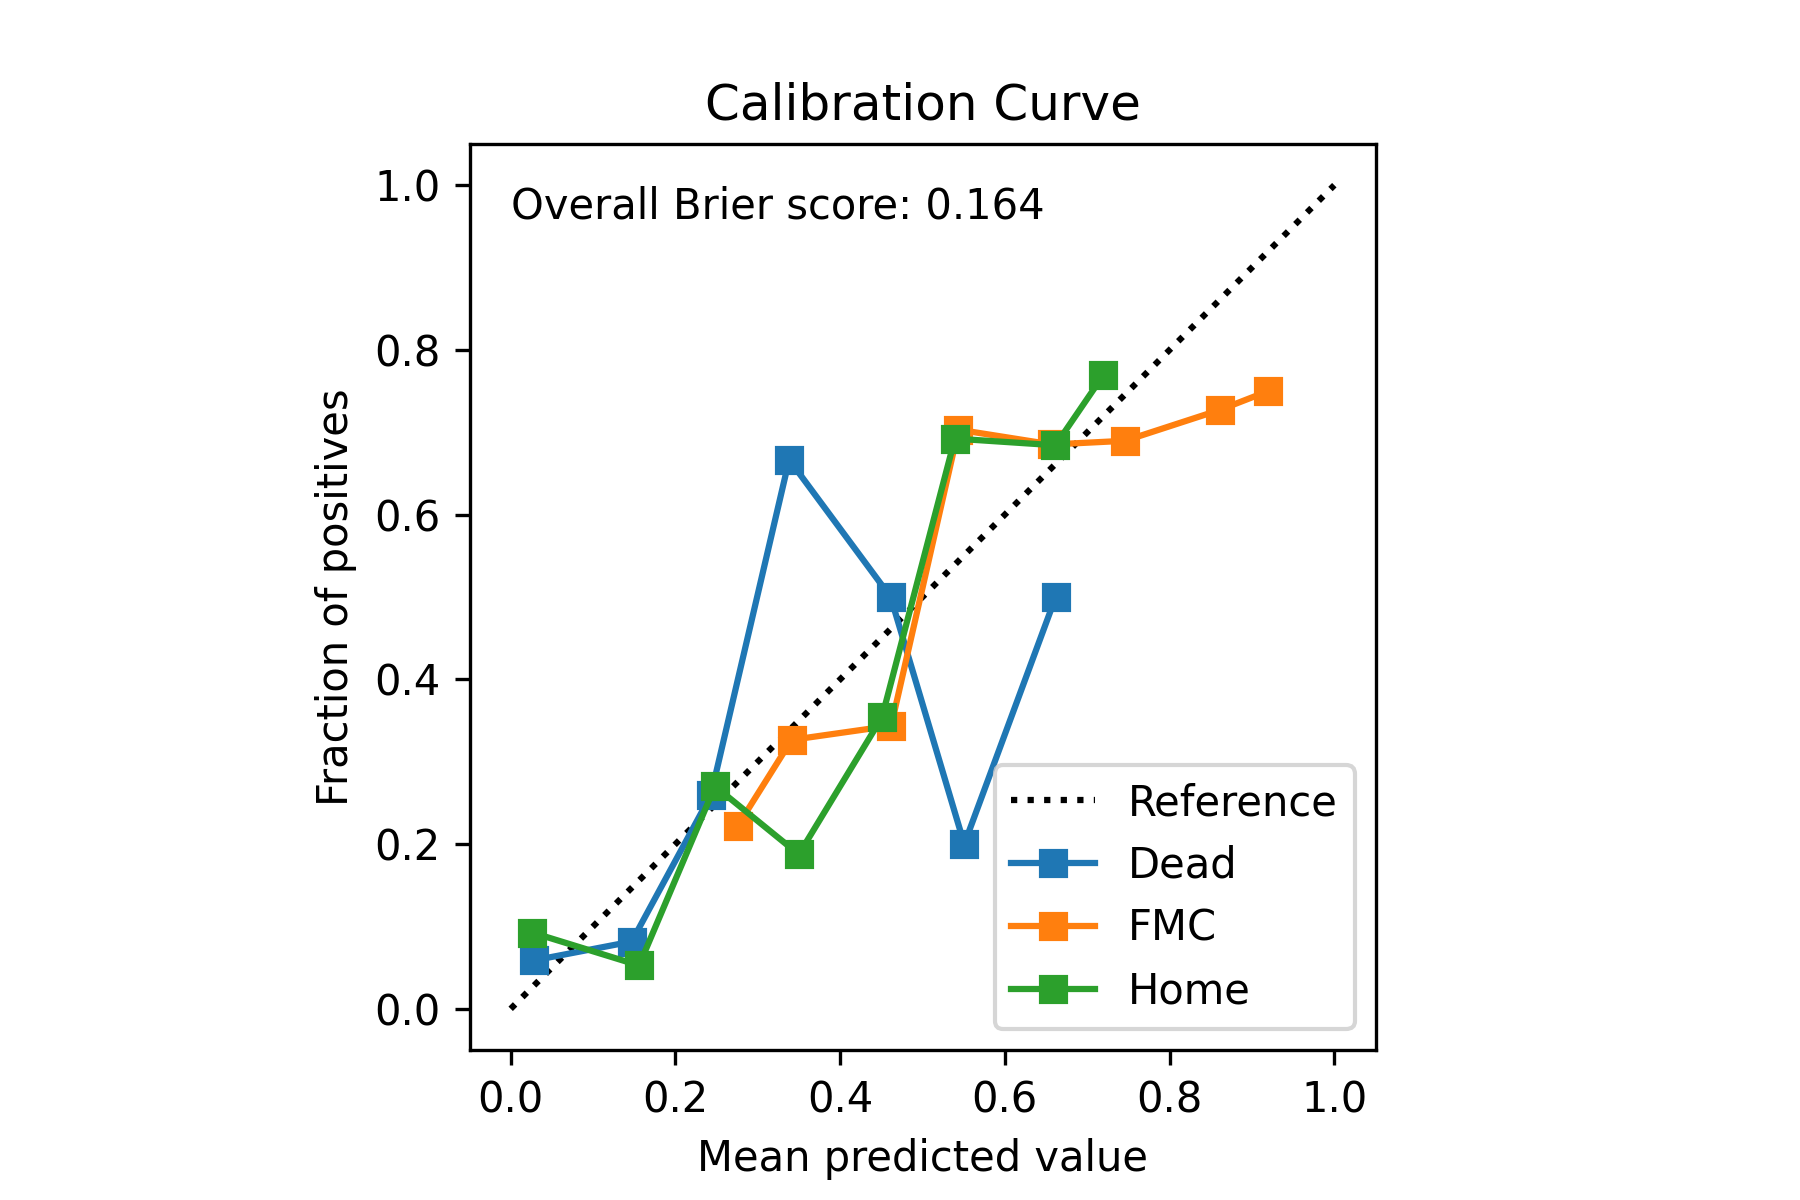 Calibration Curve
Overall Brier score: 0.164
1.0
0.8
0.6
0.4
0.2
0.0
Fraction of positives
Reference
Dead
FMC
Home
0.0 0.2 0.4 0.6 0.8 1.0
Mean predicted value